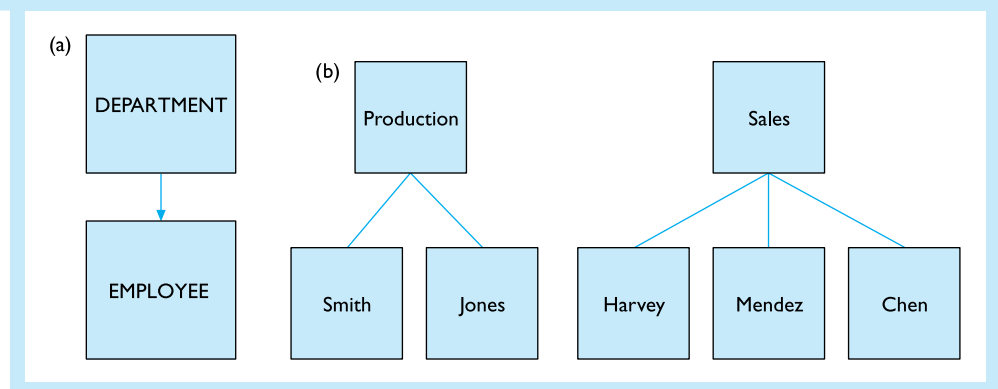 (a)
DEPARTMENT
EMPLOYEE
(b)
Production
Sales
Smith
Jones
Harvey
Mendez
Chen